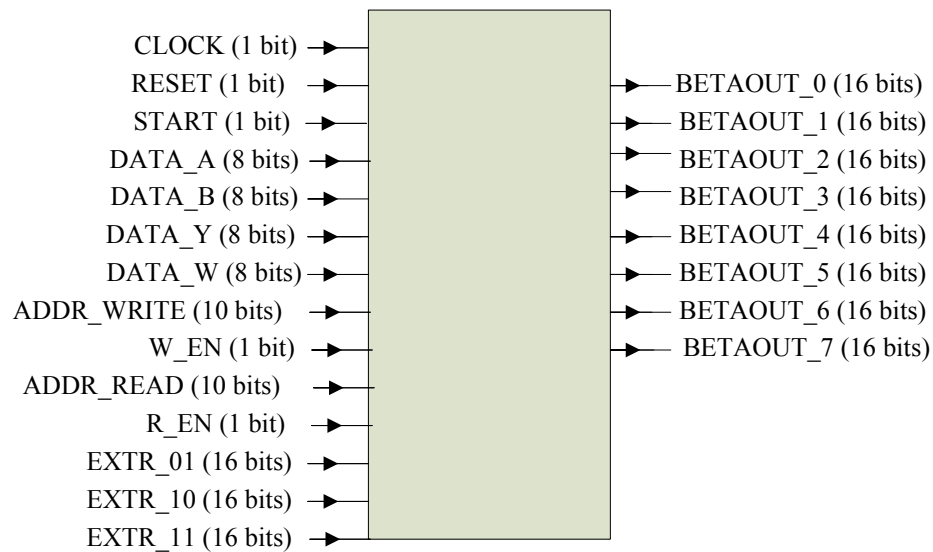 CLOCK (1 bit)
RESET (1 bit)
START (1 bit)
DATA_A (8 bits)
DATA_B (8 bits)
DATA_Y (8 bits)
DATA_W (8 bits)
ADDR_WRITE (10 bits)
W_EN (1 bit)
ADDR_READ (10 bits)
R_EN (1 bit)
EXTR_01 (16 bits)
EXTR_10 (16 bits)
EXTR_11 (16 bits)
BETAOUT_0 (16 bits)
BETAOUT_1 (16 bits)
BETAOUT_2 (16 bits)
BETAOUT_3 (16 bits)
BETAOUT_4 (16 bits)
BETAOUT_5 (16 bits)
BETAOUT_6 (16 bits)
BETAOUT_7 (16 bits)